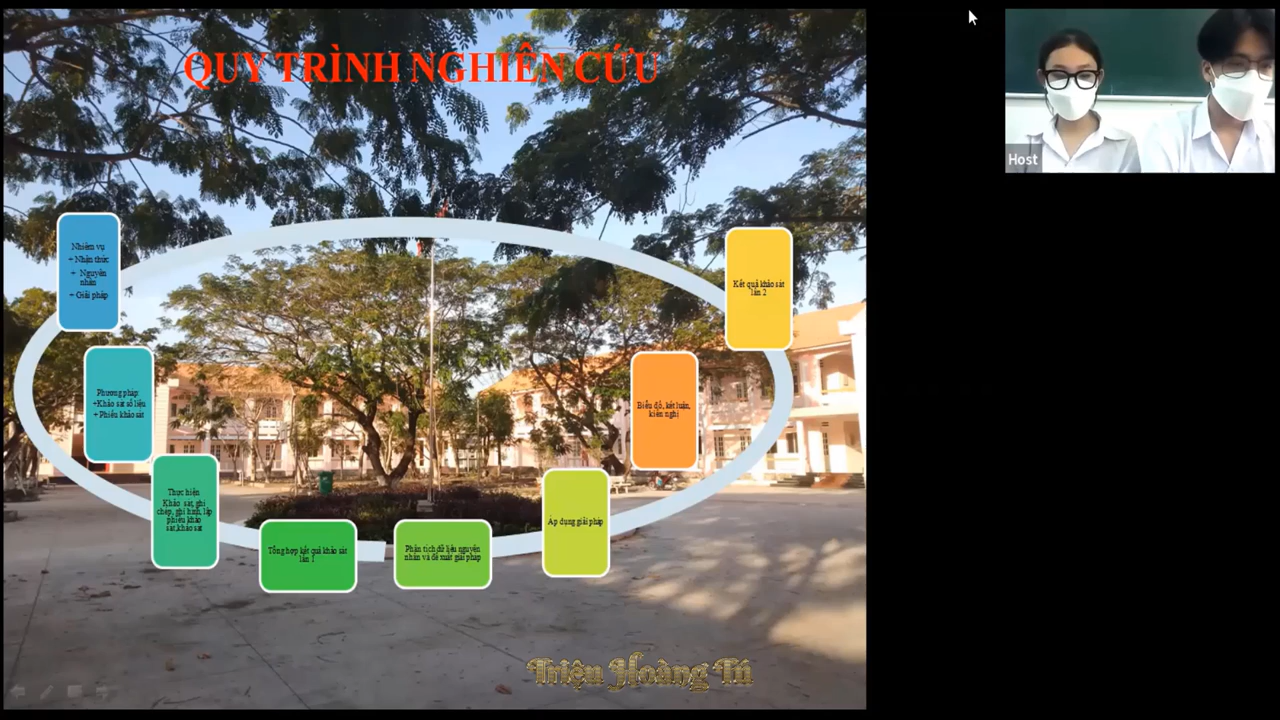 QUY TRÌNH NGHIÊN CỨU
Host
Nhiệm vụ
+ Nhận thức
+ Nguyên
nhân
+ Giải pháp
Phương pháp
+Khảo sát số liệu
+ Phiếu khảo sát
Thực hiện
Khảo sát, ghi
chép, ghi hình, lập
phiếu khảo
sát,khảo sát
Tổng hợp kết quả khảo sát
lần 1
Phân tích dữ liệu nguyên
nhân và đề xuất giải pháp
Áp dụng giải pháp
Biểu đồ, kết luận,
kiến nghị
Kết quả khảo sát
lần 2
Triệu Hoàng Tú